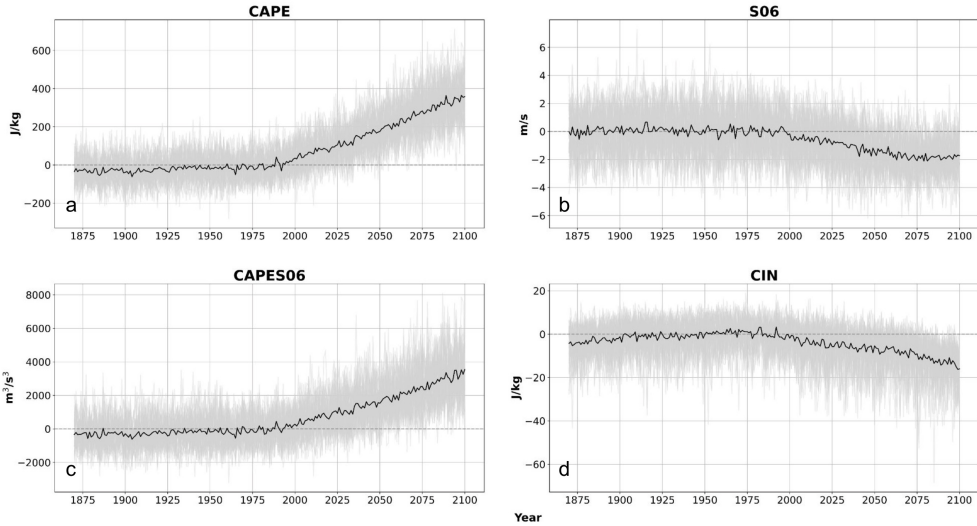 CAPE
600
400
200
0
−200
J/kg
a
1875 1900 1925 1950 1975 2000 2025 2050 2075 2100
S06
6
4
2
0
−2
−4
−6
m/s
b
1875 1900 1925 1950 1975 2000 2025 2050 2075 2100
CAPES06
8000
6000
4000
2000
0
−2000
m³/s³
c
1875 1900 1925 1950 1975 2000 2025 2050 2075 2100
CIN
20
0
−20
−40
−60
J/kg
d
1875 1900 1925 1950 1975 2000 2025 2050 2075 2100
Year